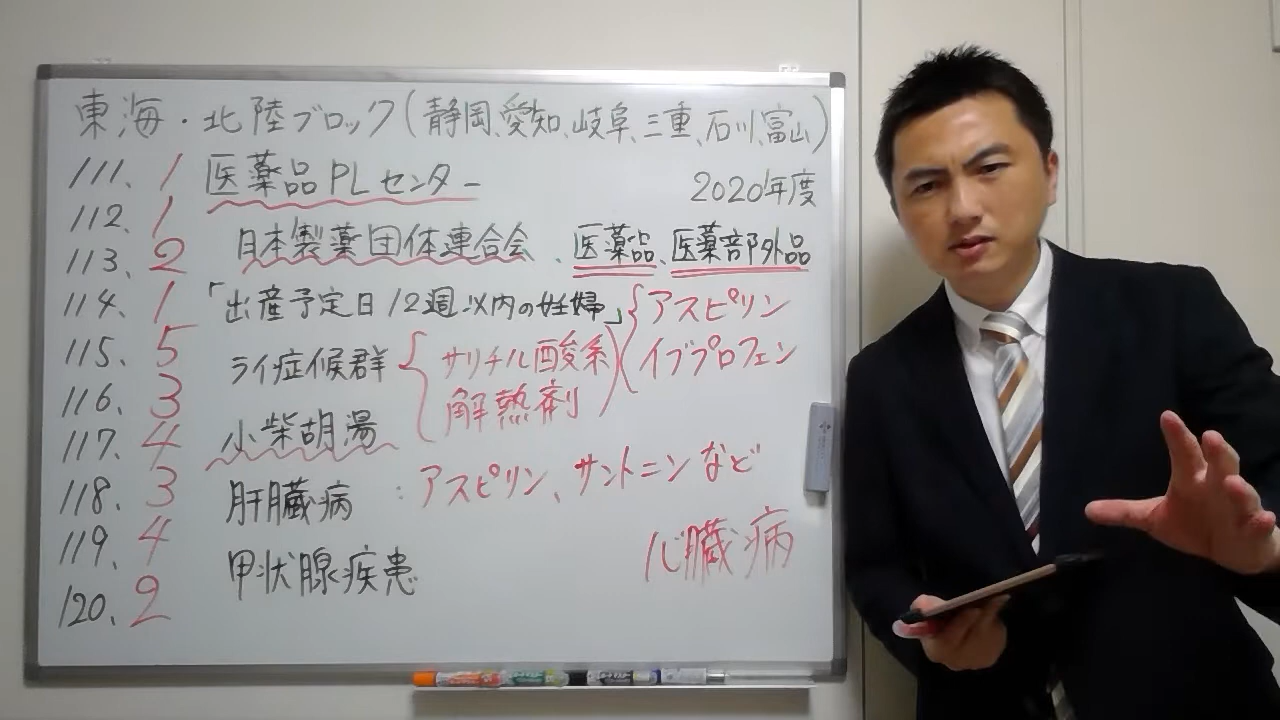 東海・北陸ブロック(静岡、愛知、岐阜、三重、石川、富山)
111. 1 医薬品PLセンター 2020年度
112. 1
日本製薬団体連合会、医薬品、医薬部外品
113. 2
114. 1 「出産予定日12週以内の妊婦」{アスピリン
イブプロフェン
115. 5 ライ症候群{サリチル酸系
解熱剤
116. 3
117. 4 小柴胡湯
118. 3 肝臓病 : アスピリン、サントニンなど
119. 4 甲状腺疾患 心臓病
120. 2